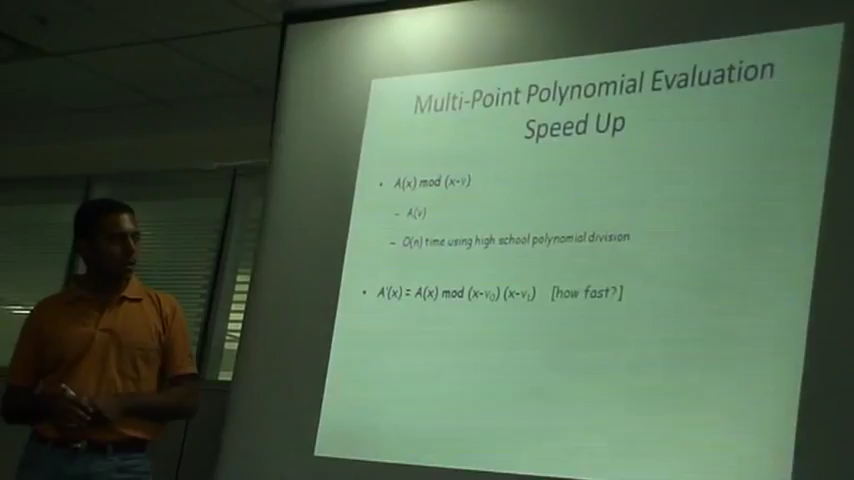 Multi-Point Polynomial Evaluation
Speed Up
• A(x) mod (x-v)
– A(v)
– O(n) time using high school polynomial division
• A'(x) = A(x) mod (x-v₀) (x-v₁) [how fast?]